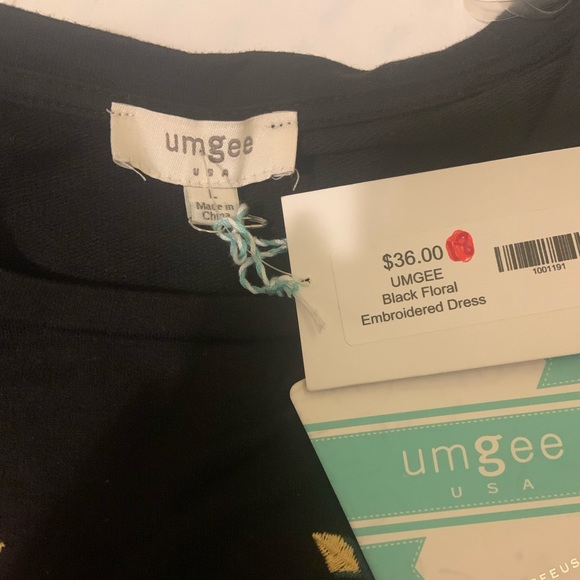 umgee
USA
L
Made in
China
$36.00
UMGEE
Black Floral
Embroidered Dress
1001191
umgee
USA